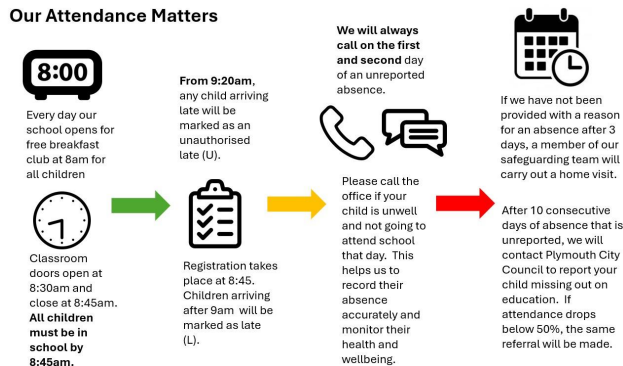 Our Attendance Matters
8:00
Every day our
school opens for
free breakfast
club at 8am for
all children
Classroom
doors open at
8:30am and
close at 8:45am.
All children
must be in
school by
8:45am.
From 9:20am,
any child arriving
late will be
marked as an
unauthorised
late (U).
Registration takes
place at 8:45.
Children arriving
after 9am will be
marked as late
(L).
We will always
call on the first
and second day
of an unreported
absence.
Please call the
office if your
child is unwell
and not going to
attend school
that day. This
helps us to
record their
absence
accurately and
monitor their
health and
wellbeing.
If we have not been
provided with a reason
for an absence after 3
days, a member of our
safeguarding team will
carry out a home visit.
After 10 consecutive
days of absence that is
unreported, we will
contact Plymouth City
Council to report your
child missing out on
education. If
attendance drops
below 50%, the same
referral will be made.